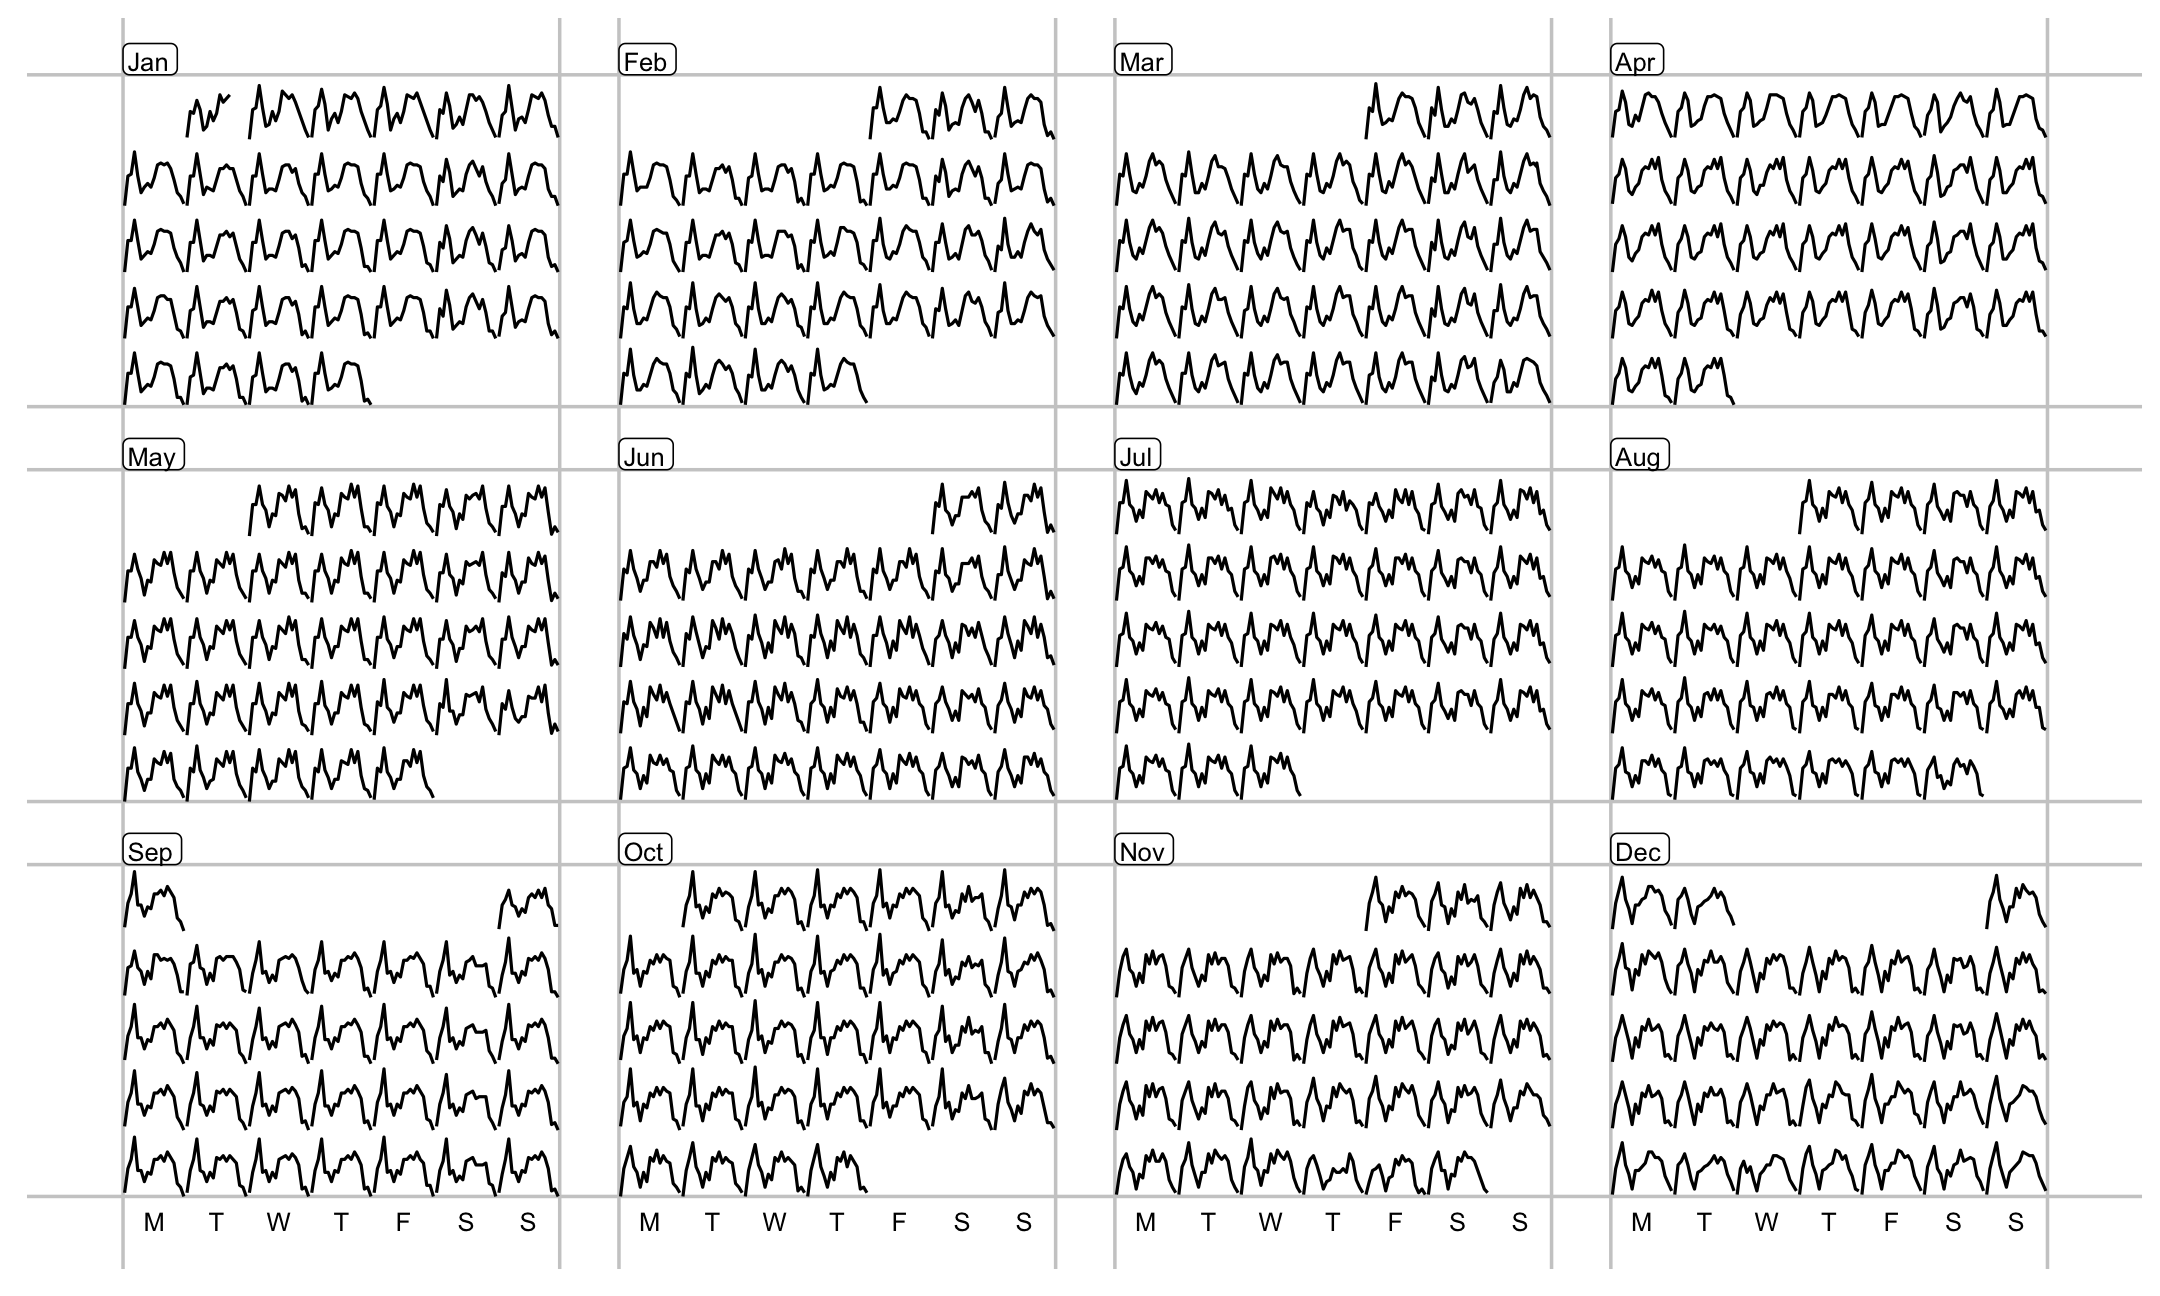 Jan Feb Mar Apr
May Jun Jul Aug
Sep Oct Nov Dec
M T W T F S S M T W T F S S M T W T F S S M T W T F S S